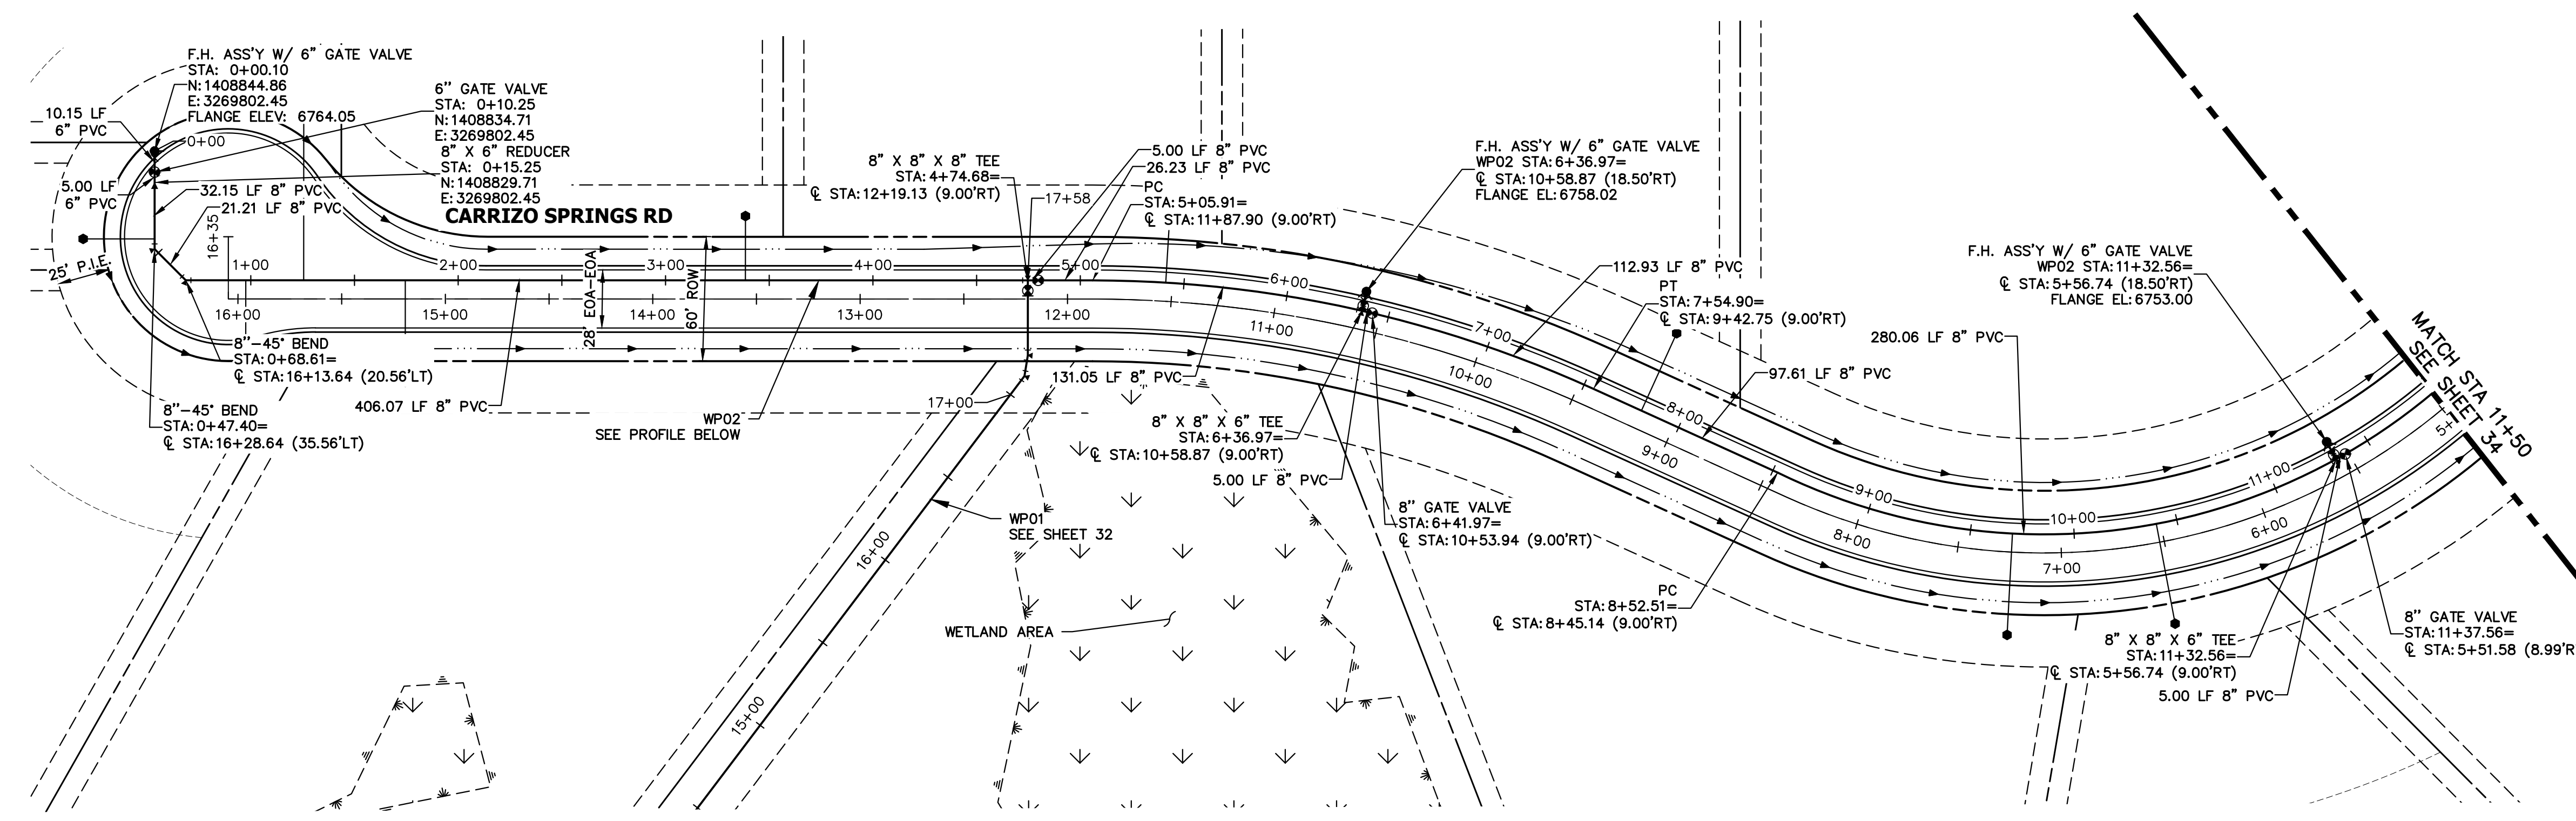 F.H. ASS'Y W/ 6" GATE VALVE
STA: 0+00.10
N:1408844.86
E:3269802.45
FLANGE ELEV: 6764.05
10.15 LF
6" PVC
0+00
6" GATE VALVE
STA: 0+10.25
N:1408834.71
E:3269802.45
8" X 6" REDUCER
STA: 0+15.25
N:1408829.71
E:3269802.45
5.00 LF
6" PVC
32.15 LF 8" PVC
21.21 LF 8" PVC
16+35
25' P.I.E.
CARRIZO SPRINGS RD
8" X 8" X 8" TEE
STA: 4+74.68=
℄ STA: 12+19.13 (9.00'RT)
5.00 LF 8" PVC
26.23 LF 8" PVC
17+58
PC
STA: 5+05.91=
℄ STA: 11+87.90 (9.00'RT)
F.H. ASS'Y W/ 6" GATE VALVE
WP02 STA: 6+36.97=
℄ STA: 10+58.87 (18.50'RT)
FLANGE EL: 6758.02
F.H. ASS'Y W/ 6" GATE VALVE
WP02 STA: 11+32.56=
℄ STA: 5+56.74 (18.50'RT)
FLANGE EL: 6753.00
1+00
2+00
3+00
4+00
5+00
6+00
7+00
8+00
9+00
10+00
11+00
28' EOA-EOA
60' ROW
16+00
15+00
14+00
13+00
12+00
11+00
10+00
9+00
8+00
7+00
6+00
112.93 LF 8" PVC
PT
STA: 7+54.90=
℄ STA: 9+42.75 (9.00'RT)
280.06 LF 8" PVC
97.61 LF 8" PVC
MATCH STA 11+50
SEE SHEET 34
8"-45° BEND
STA: 0+68.61=
℄ STA: 16+13.64 (20.56'LT)
8"-45° BEND
STA: 0+47.40=
℄ STA: 16+28.64 (35.56'LT)
406.07 LF 8" PVC
WP02
SEE PROFILE BELOW
131.05 LF 8" PVC
17+00
8" X 8" X 6" TEE
STA: 6+36.97=
℄ STA: 10+58.87 (9.00'RT)
5.00 LF 8" PVC
8" GATE VALVE
STA: 6+41.97=
℄ STA: 10+53.94 (9.00'RT)
WP01
SEE SHEET 32
16+00
15+00
WETLAND AREA
PC
STA: 8+52.51=
℄ STA: 8+45.14 (9.00'RT)
8" X 8" X 6" TEE
STA: 11+32.56=
℄ STA: 5+56.74 (9.00'RT)
5.00 LF 8" PVC
8" GATE VALVE
STA: 11+37.56=
℄ STA: 5+51.58 (8.99'R